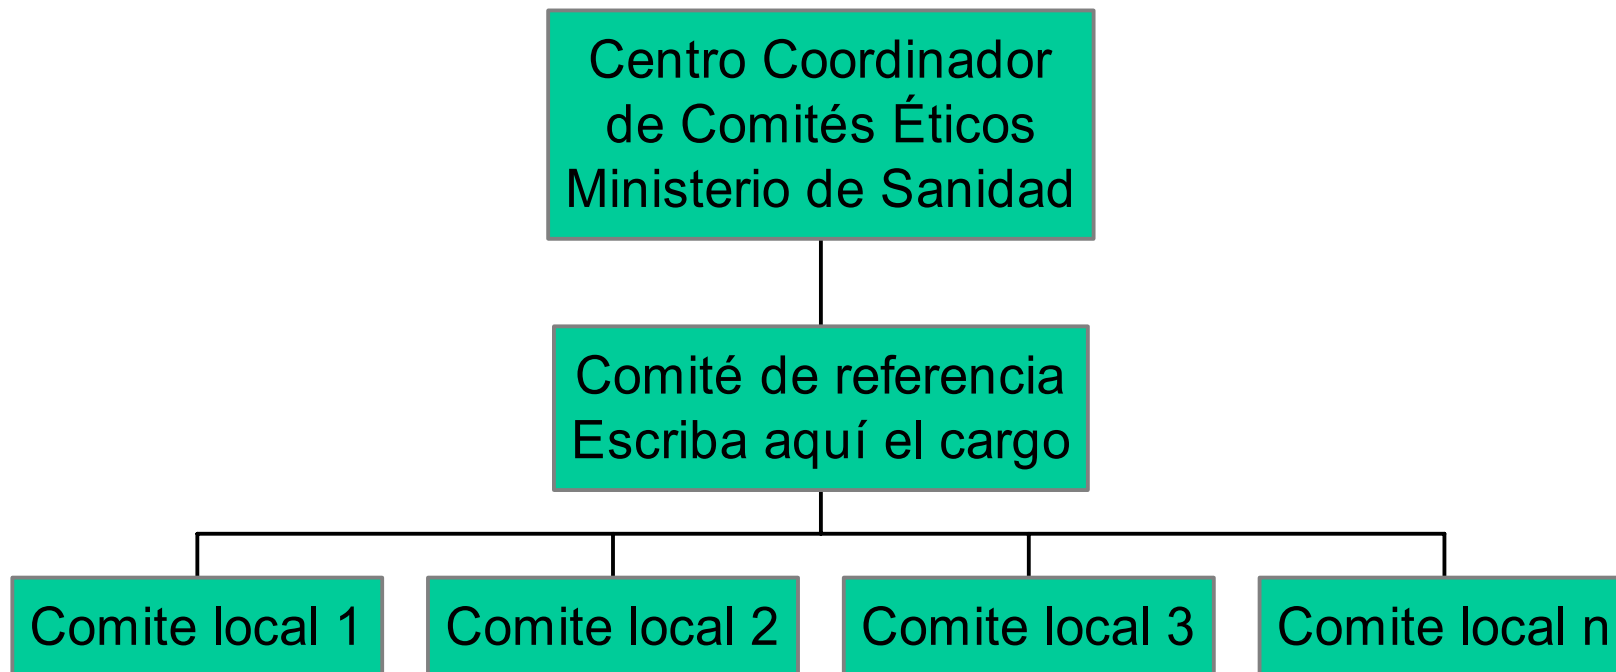 Centro Coordinador
de Comités Éticos
Ministerio de Sanidad
Comité de referencia
Escriba aquí el cargo
Comite local 1
Comite local 2
Comite local 3
Comite local n